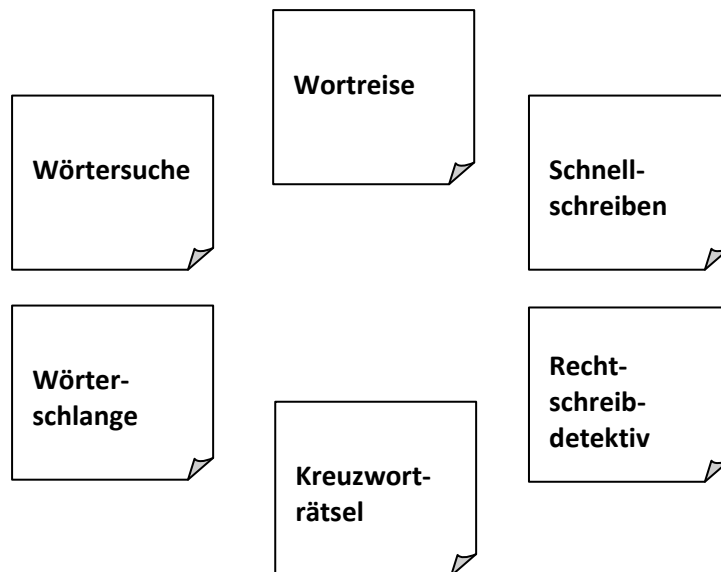 Wortreise
Wörtersuche
Schnell-
schreiben
Wörter-
schlange
Recht-
schreib-
detektiv
Kreuzwort-
rätsel